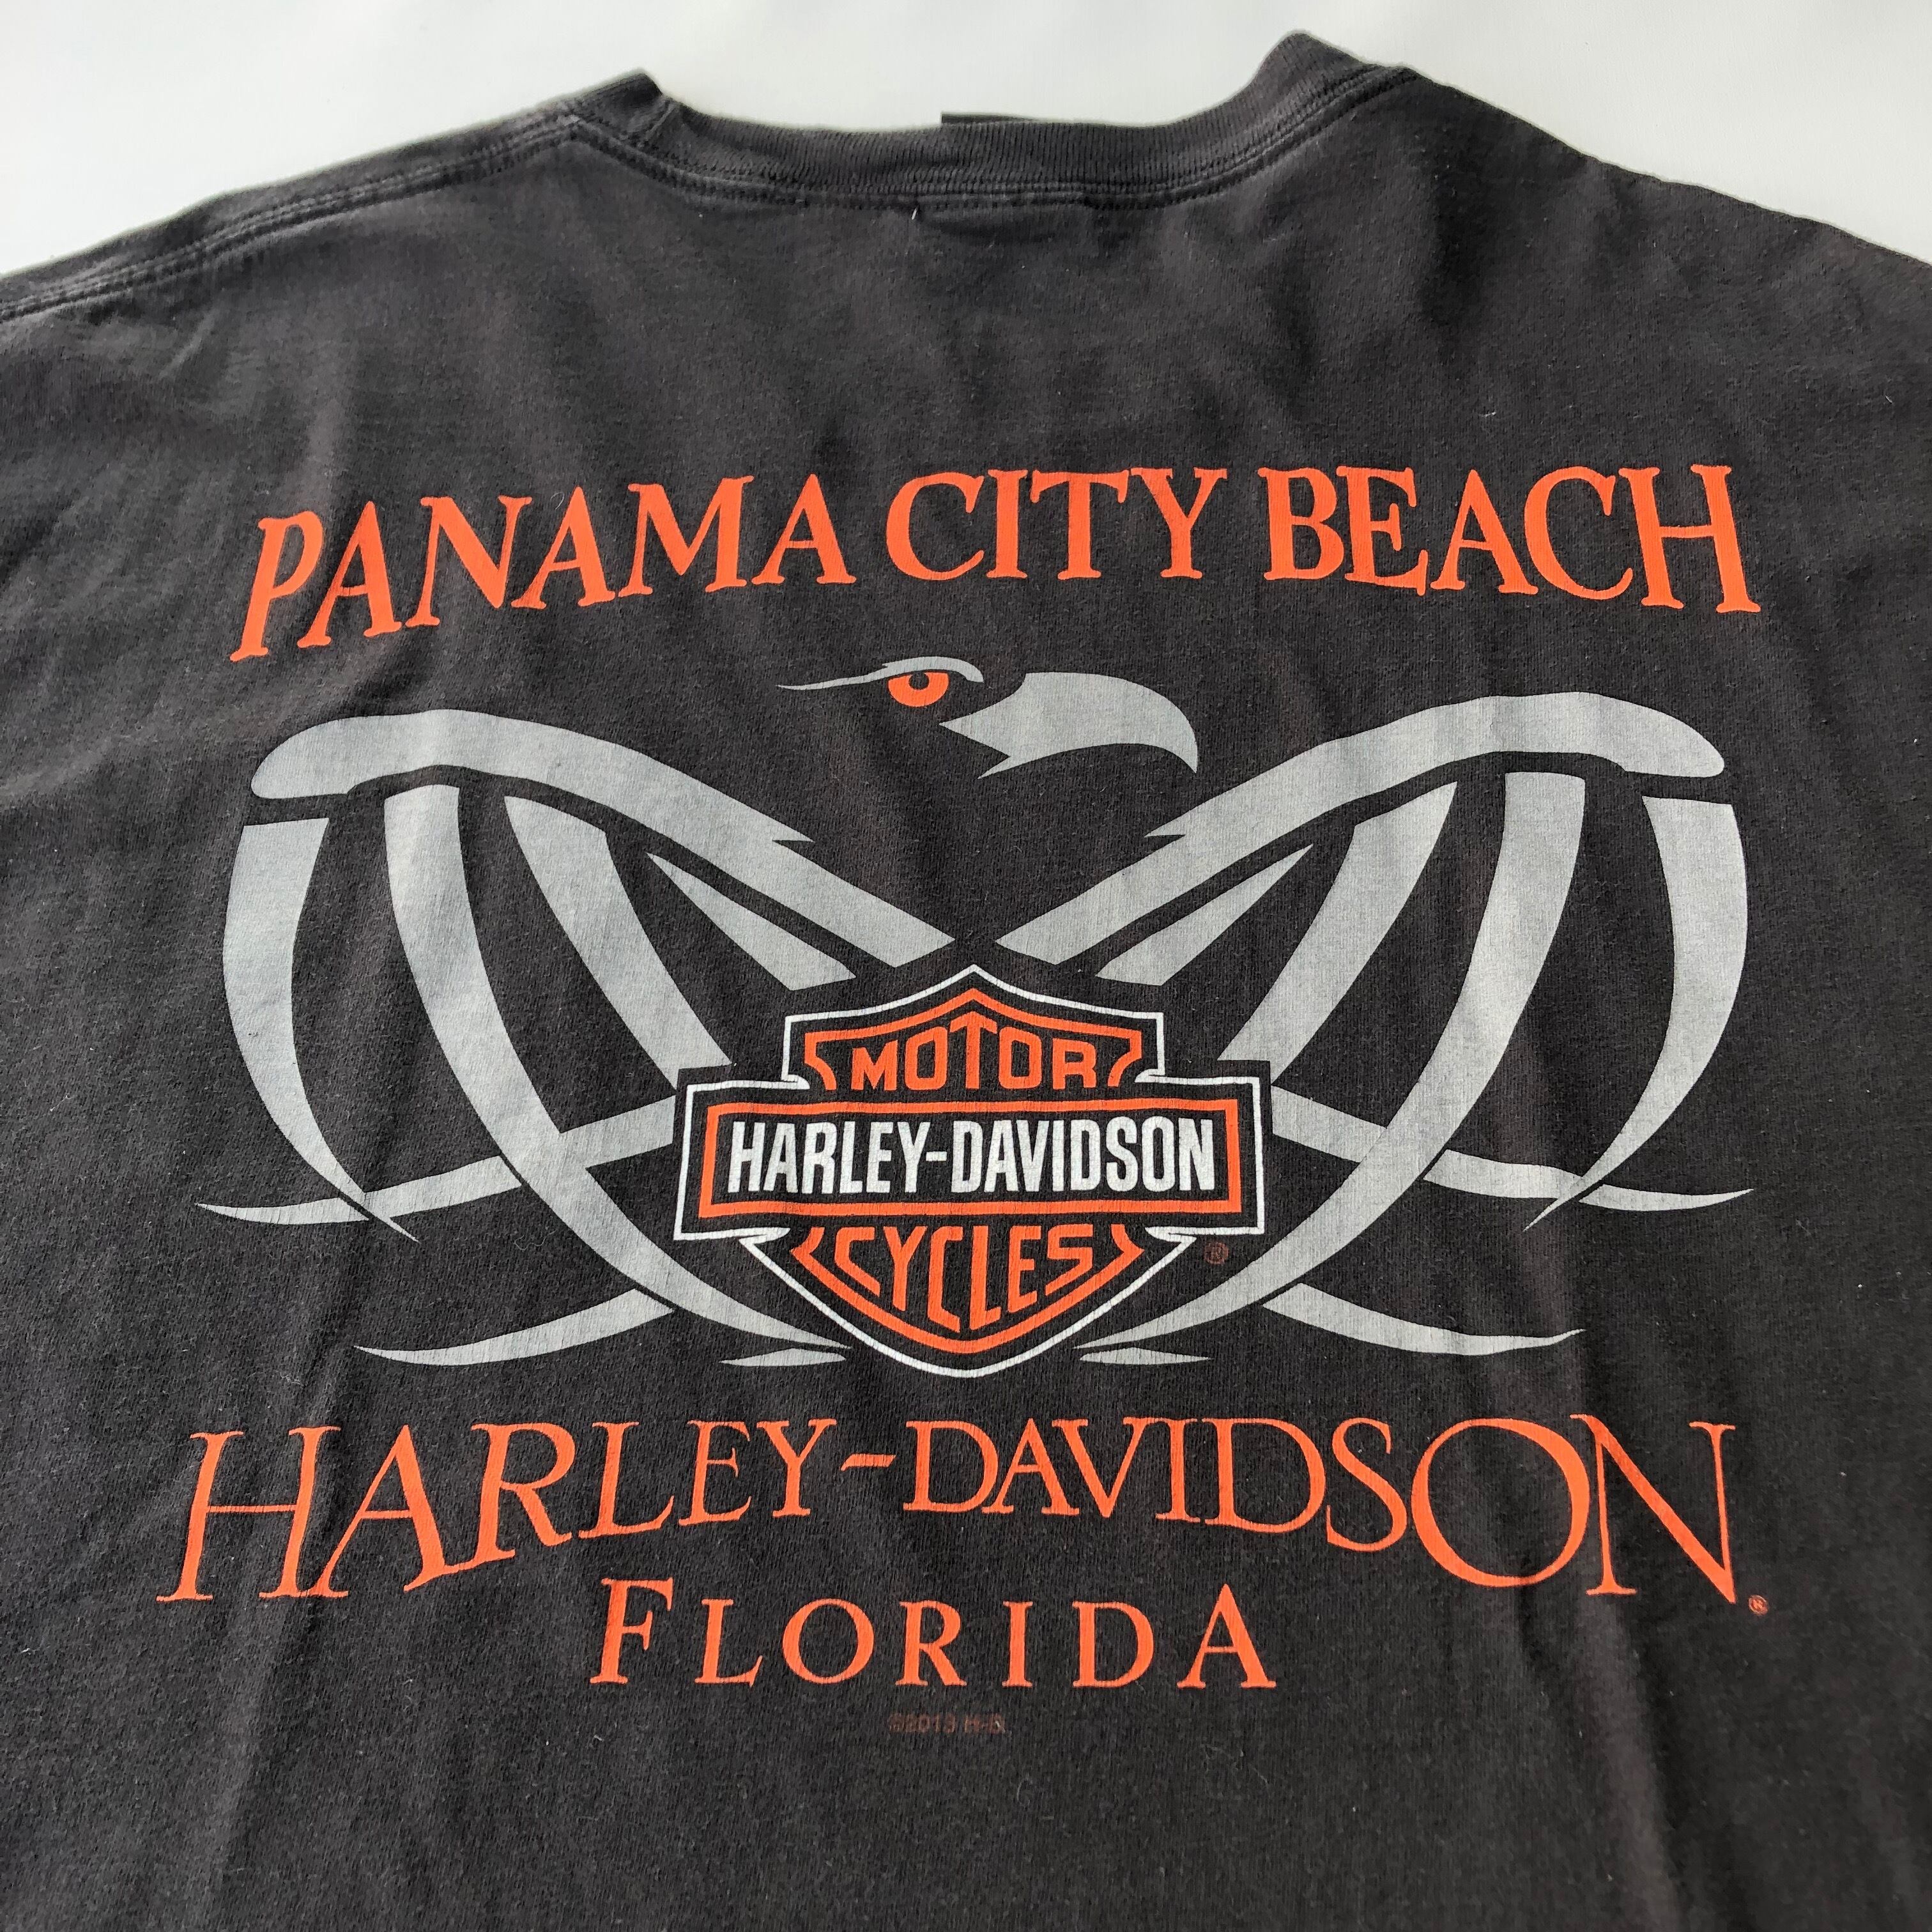 PANAMA CITY BEACH
MOTOR
HARLEY-DAVIDSON
CYCLES
®
HARLEY-DAVIDSON®
FLORIDA
©2013 H-D